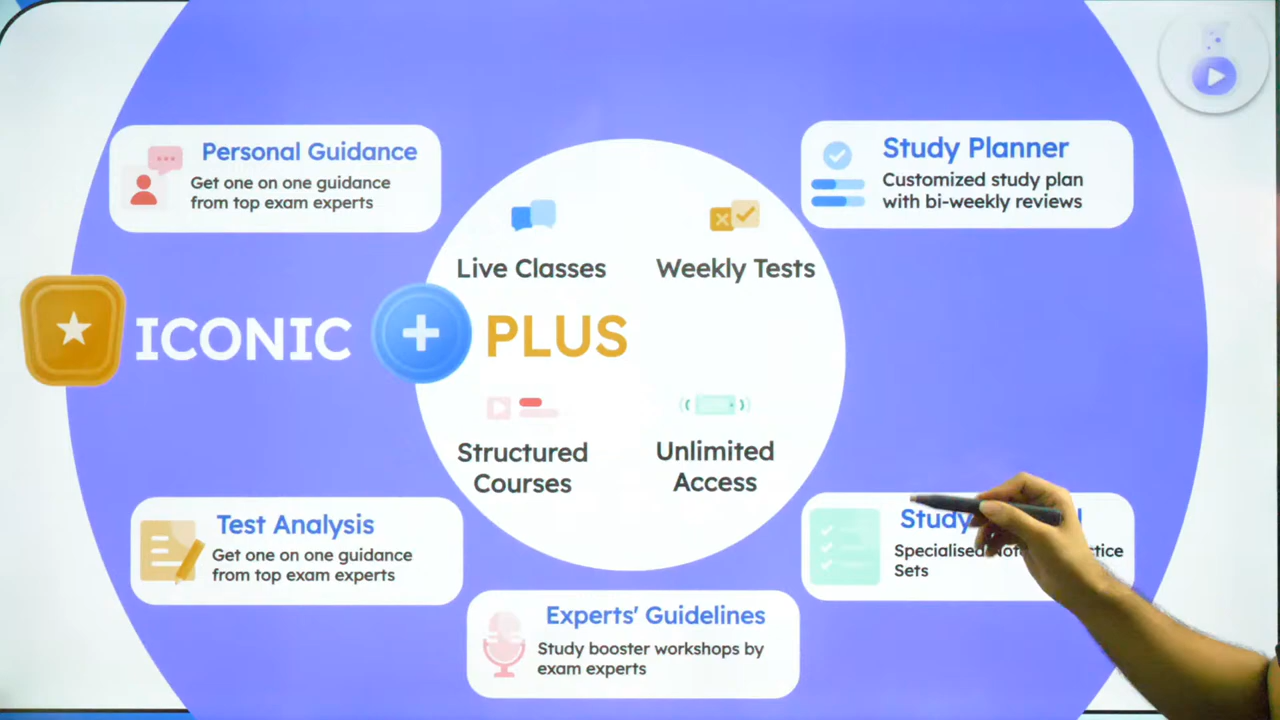 Personal Guidance
Get one on one guidance
from top exam experts
Study Planner
Customized study plan
with bi-weekly reviews
Live Classes
Weekly Tests
ICONIC
PLUS
Structured
Courses
Unlimited
Access
Test Analysis
Get one on one guidance
from top exam experts
Study
Specialised
Sets
Experts' Guidelines
Study booster workshops by
exam experts